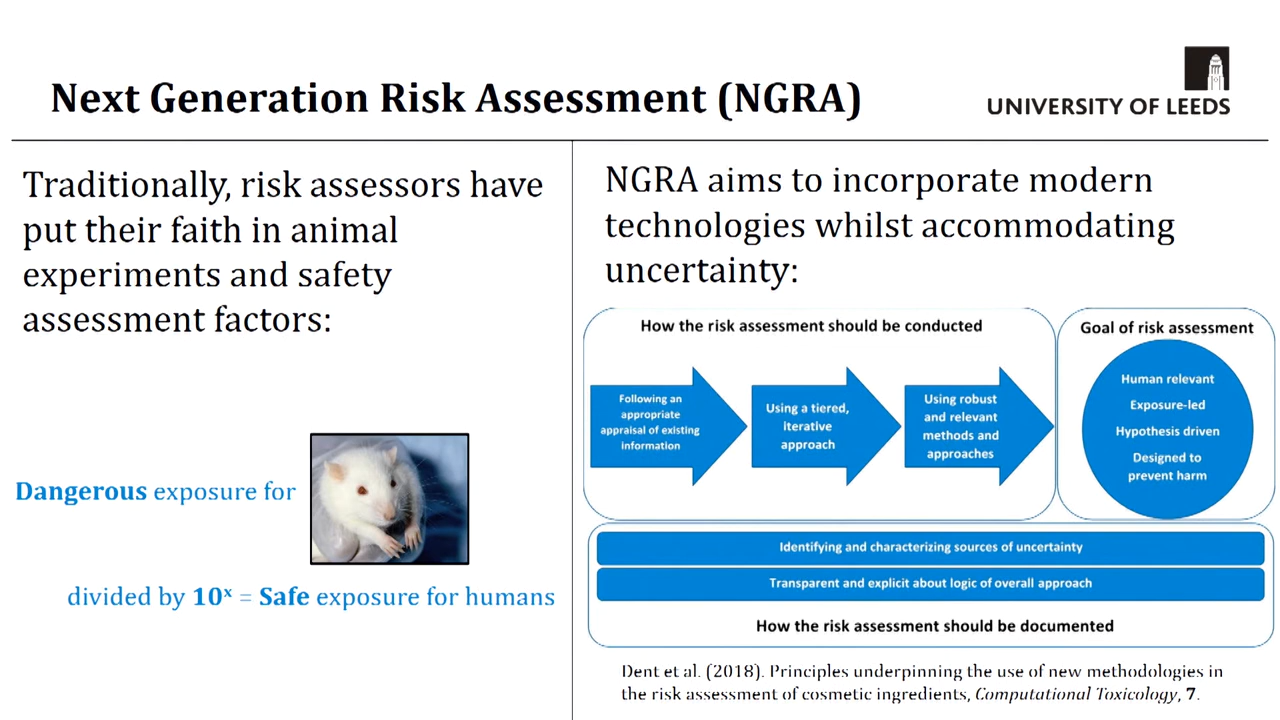 Next Generation Risk Assessment (NGRA)
UNIVERSITY OF LEEDS
Traditionally, risk assessors have
put their faith in animal
experiments and safety
assessment factors:
Dangerous exposure for
divided by 10ˣ = Safe exposure for humans
NGRA aims to incorporate modern
technologies whilst accommodating
uncertainty:
How the risk assessment should be conducted
Following an
appropriate
appraisal of existing
information
Using a tiered,
iterative
approach
Using robust
and relevant
methods and
approaches
Goal of risk assessment
Human relevant
Exposure-led
Hypothesis driven
Designed to
prevent harm
Identifying and characterizing sources of uncertainty
Transparent and explicit about logic of overall approach
How the risk assessment should be documented
Dent et al. (2018). Principles underpinning the use of new methodologies in
the risk assessment of cosmetic ingredients, Computational Toxicology, 7.